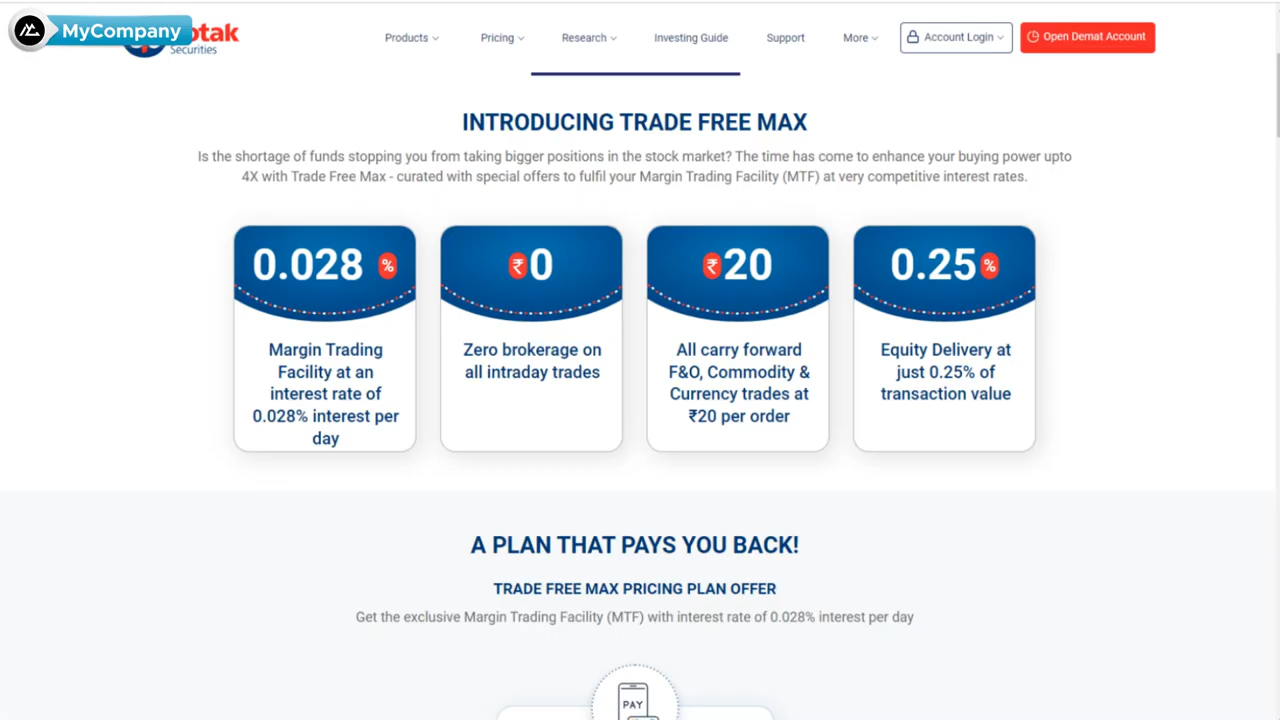 MyCompany
tak
Securities
Products
Pricing
Research
Investing Guide
Support
More
Account Login
Open Demat Account
INTRODUCING TRADE FREE MAX
Is the shortage of funds stopping you from taking bigger positions in the stock market? The time has come to enhance your buying power upto
4X with Trade Free Max - curated with special offers to fulfil your Margin Trading Facility (MTF) at very competitive interest rates.
0.028 %
Margin Trading
Facility at an
interest rate of
0.028% interest per
day
₹0
Zero brokerage on
all intraday trades
₹20
All carry forward
F&O, Commodity &
Currency trades at
₹20 per order
0.25%
Equity Delivery at
just 0.25% of
transaction value
A PLAN THAT PAYS YOU BACK!
TRADE FREE MAX PRICING PLAN OFFER
Get the exclusive Margin Trading Facility (MTF) with interest rate of 0.028% interest per day
PAY